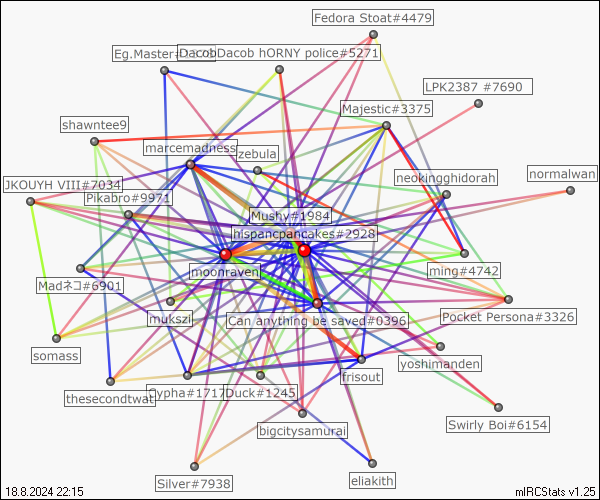 Fedora Stoat#4479
Eg.Master
DacobDacob hORNY police#5271
LPK2387 #7690
Majestic#3375
shawntee9
marcemadness
zebula
neokingghidorah
normalwan
JKOUYH VIII#7034
Pikabro#9971
Mushy#1984
hispancpancakes#2928
moonraven
ming#4742
Madネコ#6901
mukszi
Can anything be saved#0396
Pocket Persona#3326
somass
yoshimanden
frisout
thesecondtwat
Cypha#1717
Duck#1245
bigcitysamurai
Swirly Boi#6154
Silver#7938
eliakith
18.8.2024 22:15
mIRCStats v1.25